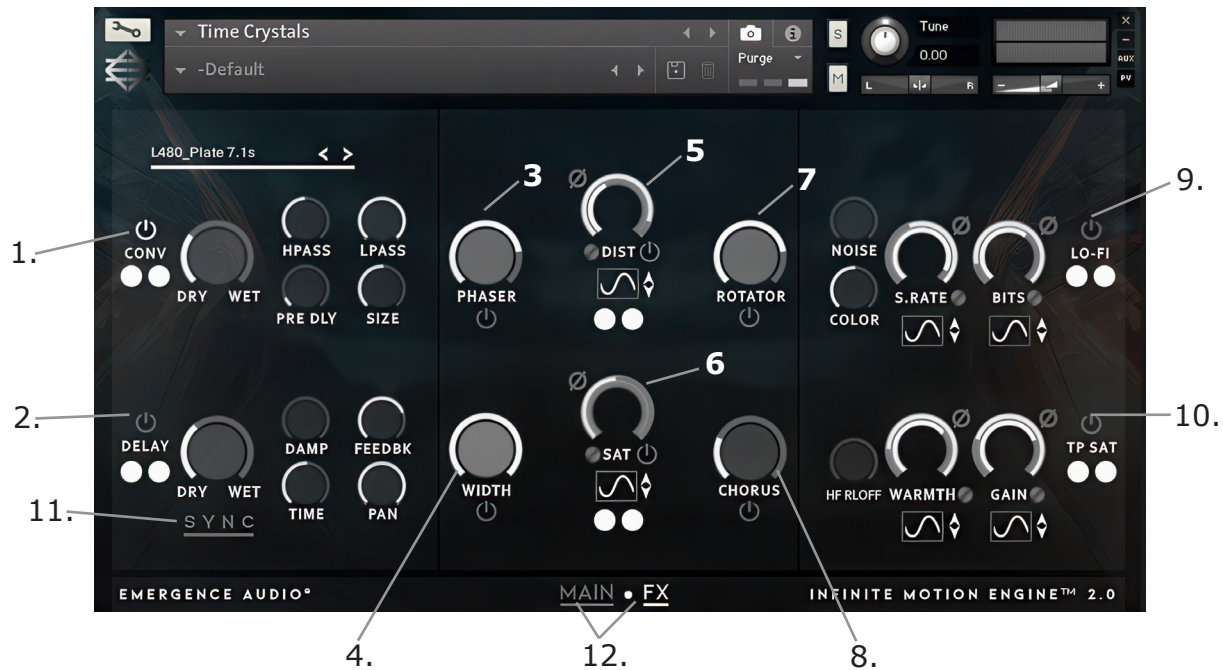 Time Crystals
Purge
S
Tune
0.00
AUX
-Default
M
L R
- +
PV
L480_Plate 7.1s < >
3
5
7
9.
1.
CONV
HPASS LPASS
DRY WET
PRE DLY SIZE
PHASER
DIST
ROTATOR
NOISE
COLOR
S.RATE BITS
LO-FI
2.
DELAY
DAMP FEEDBK
DRY WET
TIME PAN
SYNC
11.
6
WIDTH
SAT
CHORUS
10.
TP SAT
HF RLOFF WARMTH GAIN
EMERGENCE AUDIO®
MAIN • FX
INFINITE MOTION ENGINE™ 2.0
4.
12.
8.